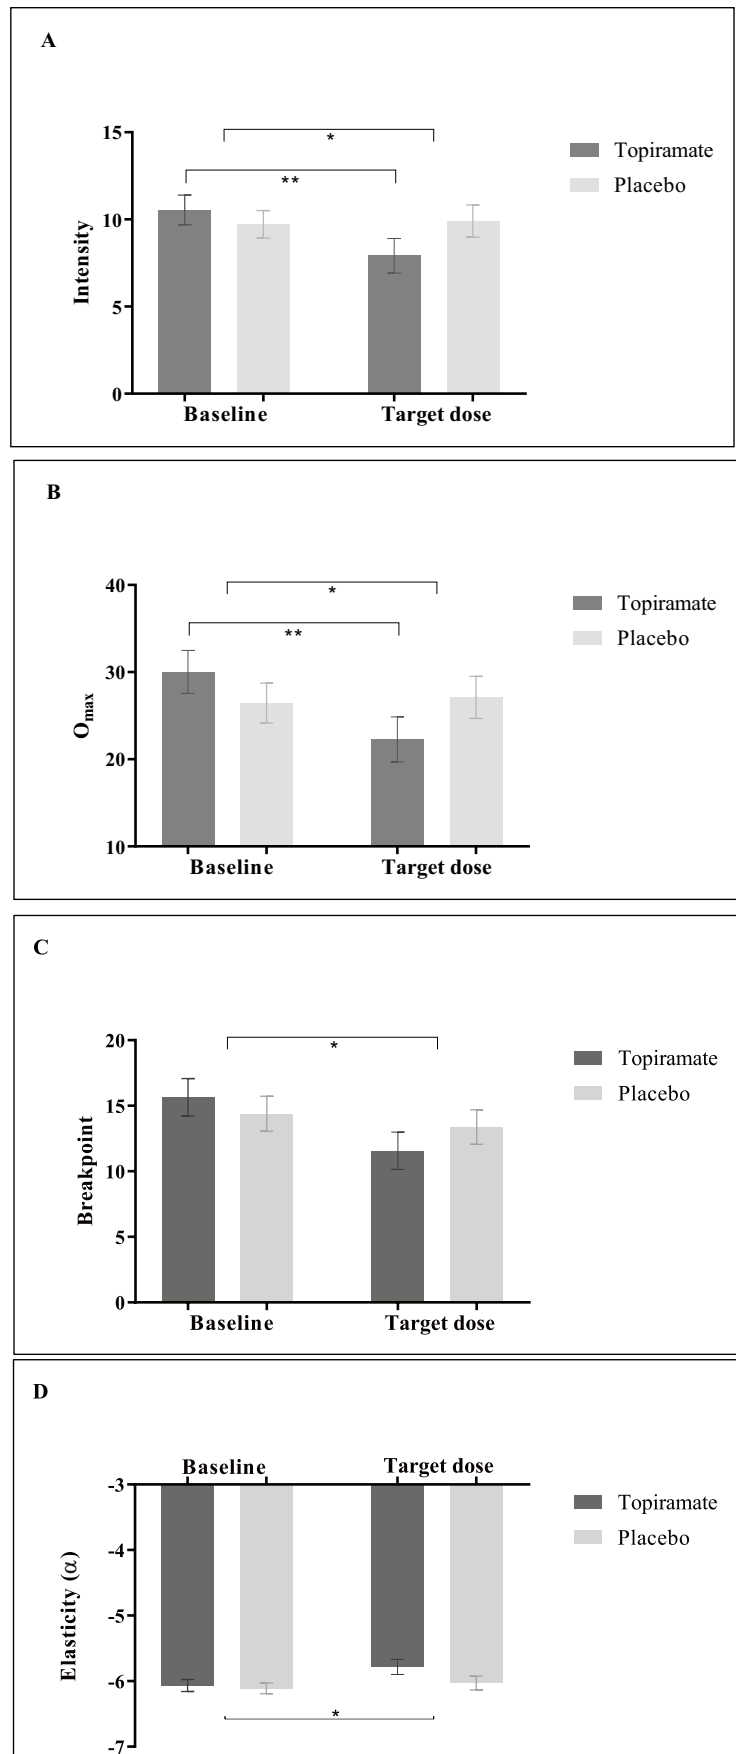 A
*
**
15
10
5
0
Intensity
Baseline
Target dose
Topiramate
Placebo
B
*
**
40
30
20
10
Omax
Baseline
Target dose
Topiramate
Placebo
C
*
20
15
10
5
0
Breakpoint
Baseline
Target dose
Topiramate
Placebo
D
Baseline
Target dose
-3
-4
-5
-6
-7
Elasticity (α)
*
Topiramate
Placebo